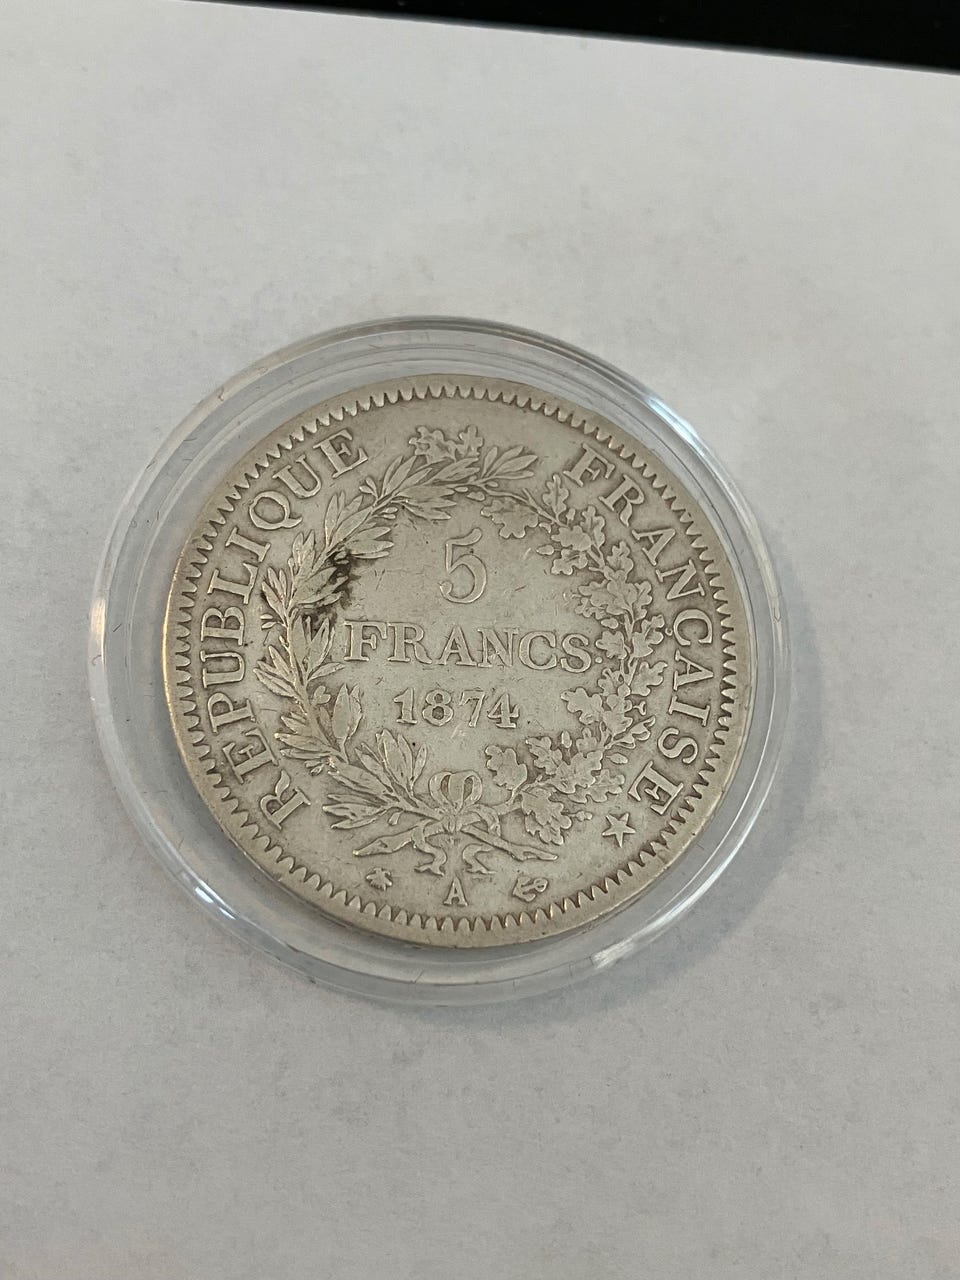 REPUBLIQUE FRANCAISE
5
FRANCS
1874
A